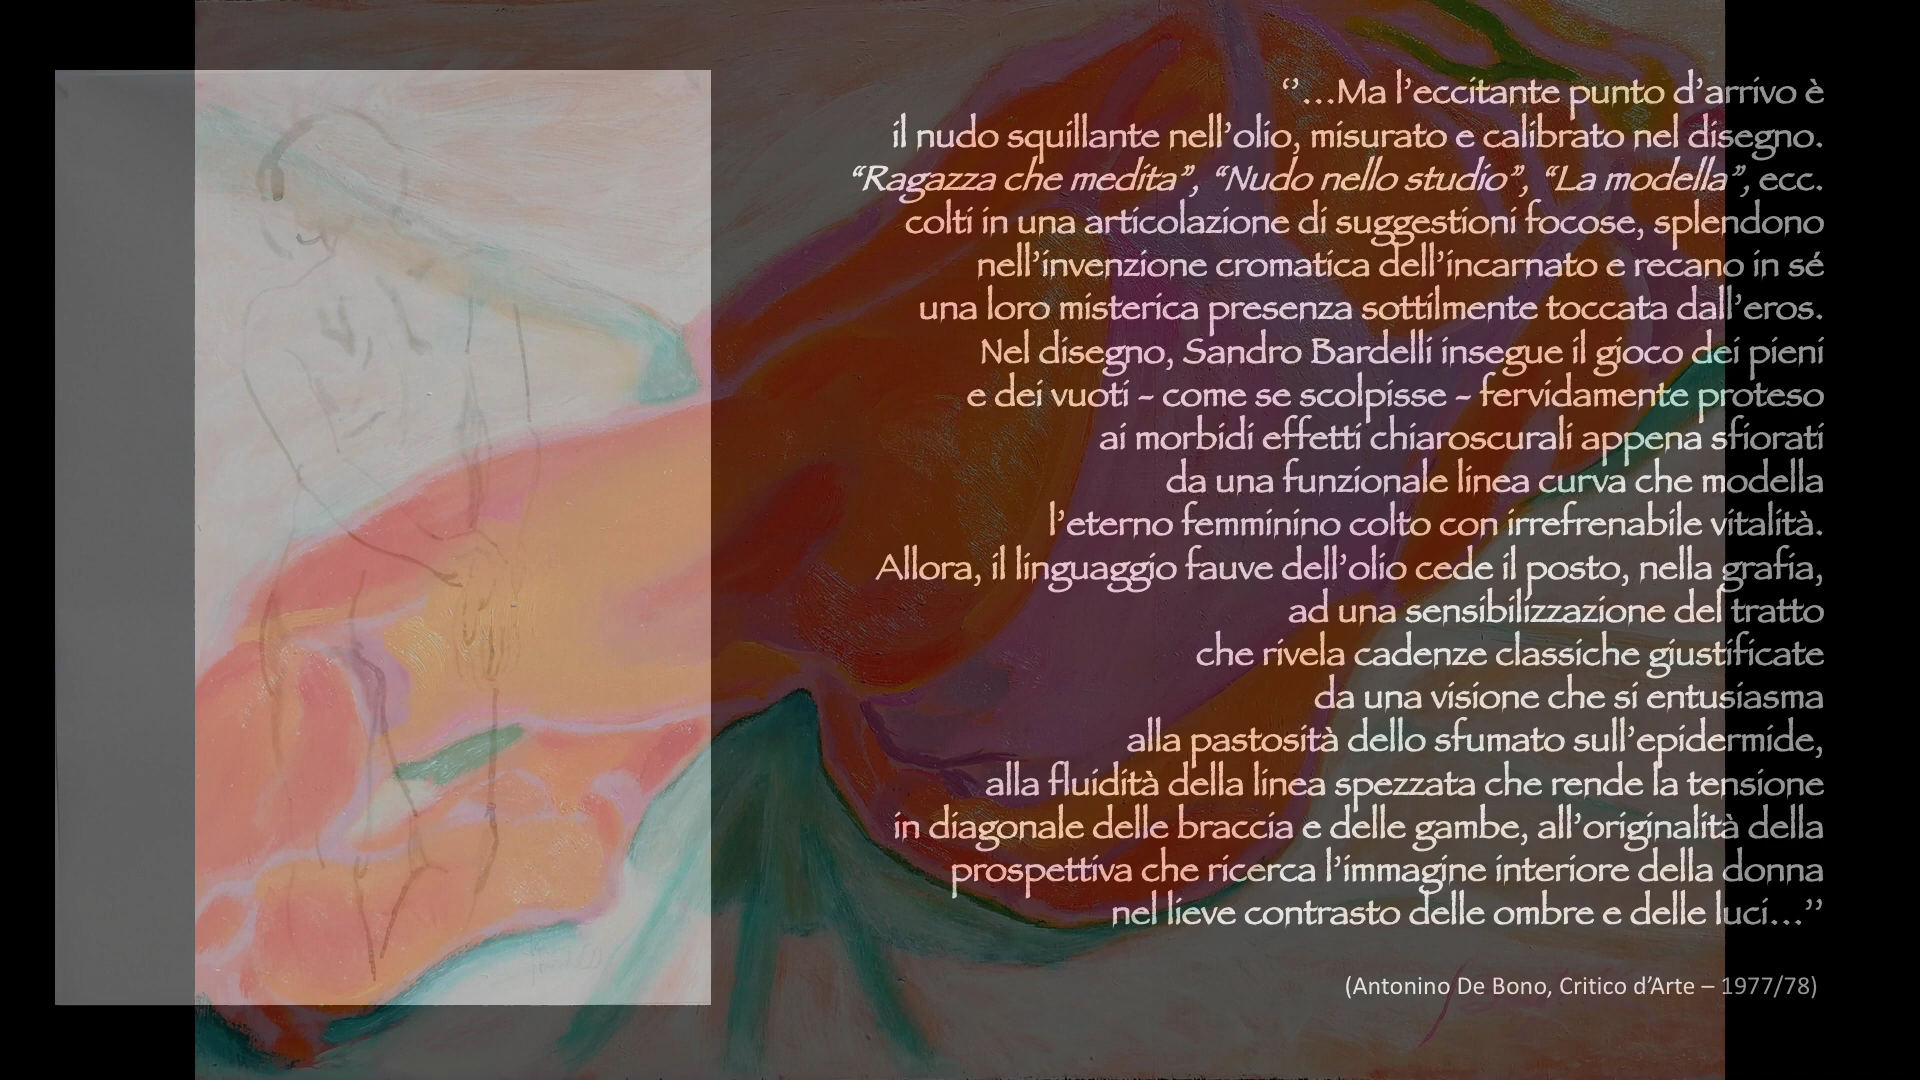 ‘’…Ma l’eccitante punto d’arrivo è
il nudo squillante nell’olio, misurato e calibrato nel disegno.
“Ragazza che medita”, “Nudo nello studio”, “La modella”, ecc.
colti in una articolazione di suggestioni focose, splendono
nell’invenzione cromatica dell’incarnato e recano in sé
una loro misterica presenza sottilmente toccata dall’eros.
Nel disegno, Sandro Bardelli insegue il gioco dei pieni
e dei vuoti – come se scolpisse – fervidamente proteso
ai morbidi effetti chiaroscurali appena sfiorati
da una funzionale linea curva che modella
l’eterno femminino colto con irrefrenabile vitalità.
Allora, il linguaggio fauve dell’olio cede il posto, nella grafia,
ad una sensibilizzazione del tratto
che rivela cadenze classiche giustificate
da una visione che si entusiasma
alla pastosità dello sfumato sull’epidermide,
alla fluidità della linea spezzata che rende la tensione
in diagonale delle braccia e delle gambe, all’originalità della
prospettiva che ricerca l’immagine interiore della donna
nel lieve contrasto delle ombre e delle luci…’’
(Antonino De Bono, Critico d’Arte – 1977/78)